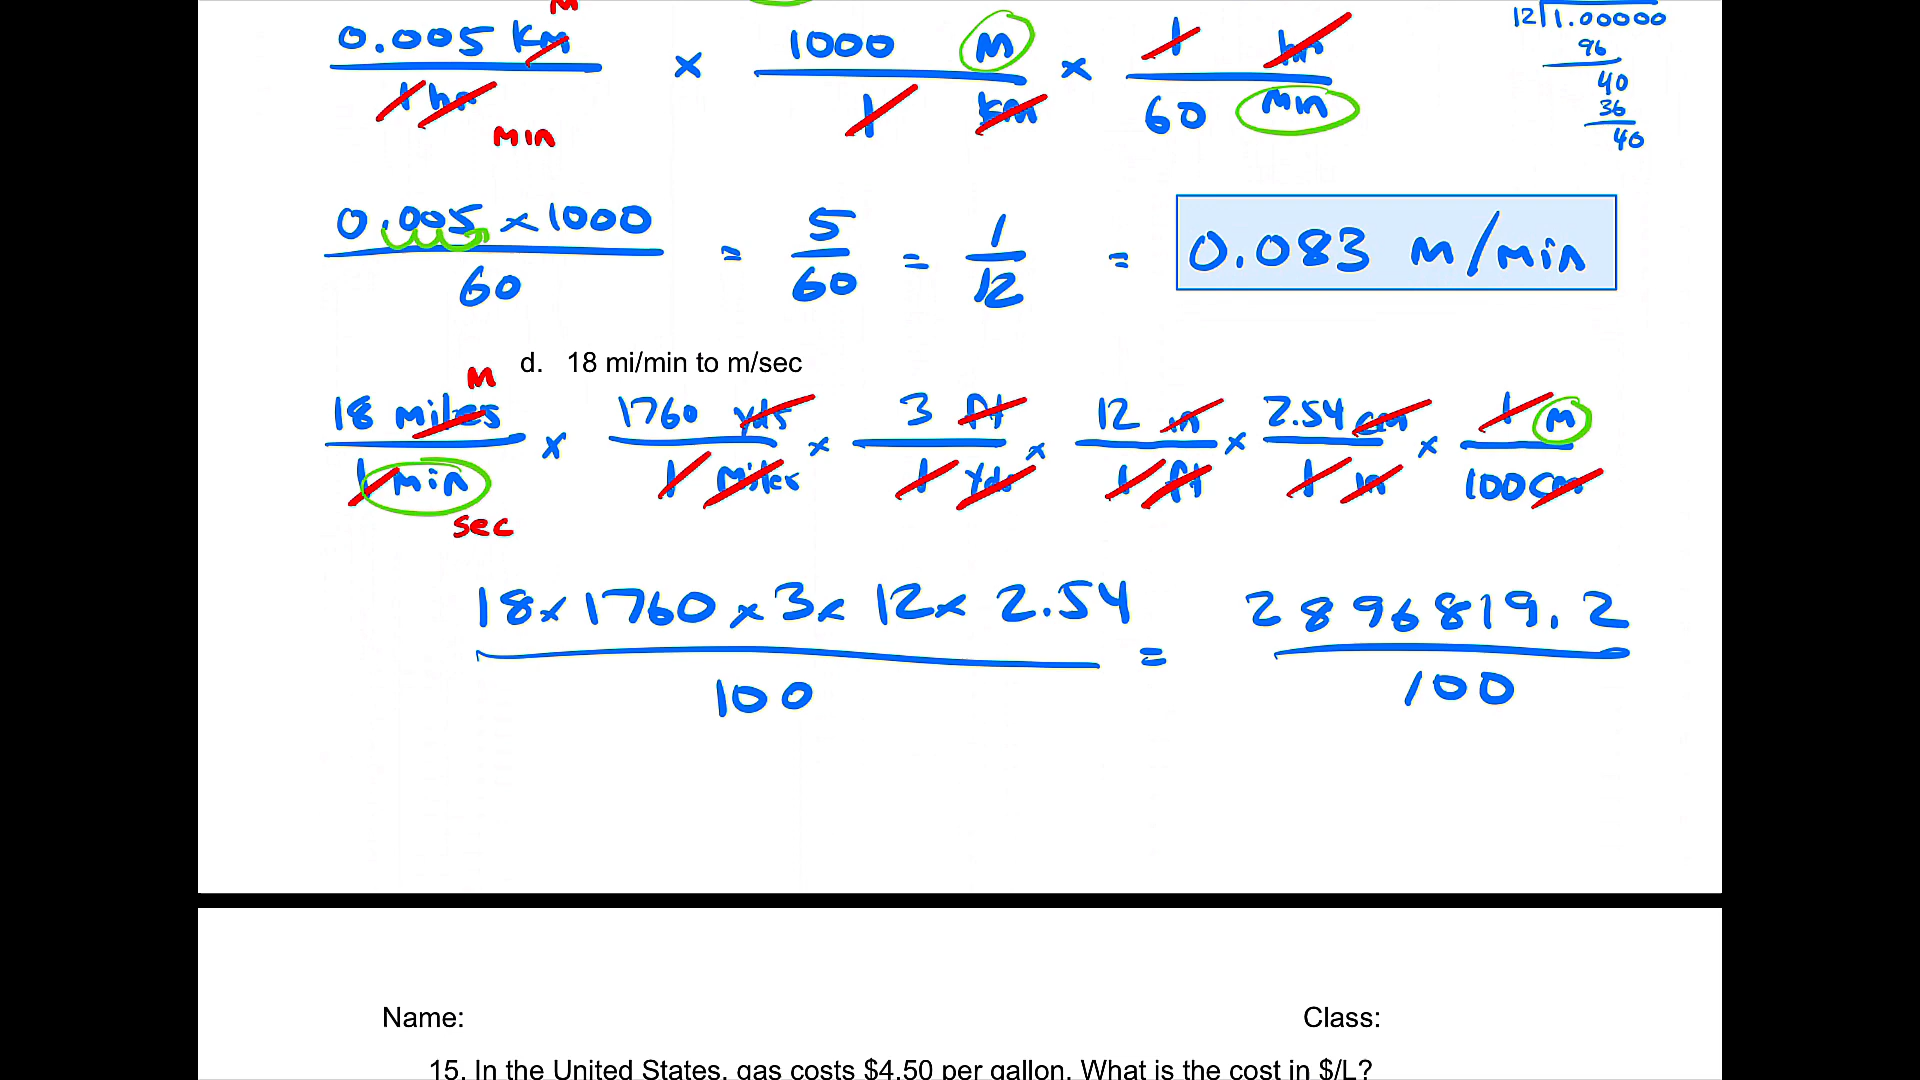 M
0.005 km × 1000 M × 1 hr
1 hr 1 km 60 min
min
12 1.00000
96
40
36
40
0.005 × 1000 = 5 = 1 = 0.083 m/min
60 60 12
d. 18 mi/min to m/sec
M
18 miles × 1760 yds × 3 ft × 12 in × 2.54 cm × 1 M
1 min 1 miles 1 yds 1 ft 1 in 100 cm
sec
18 × 1760 × 3 × 12 × 2.54 = 2896819.2
100 100
Name: Class:
15. In the United States, gas costs $4.50 per gallon. What is the cost in $/L?